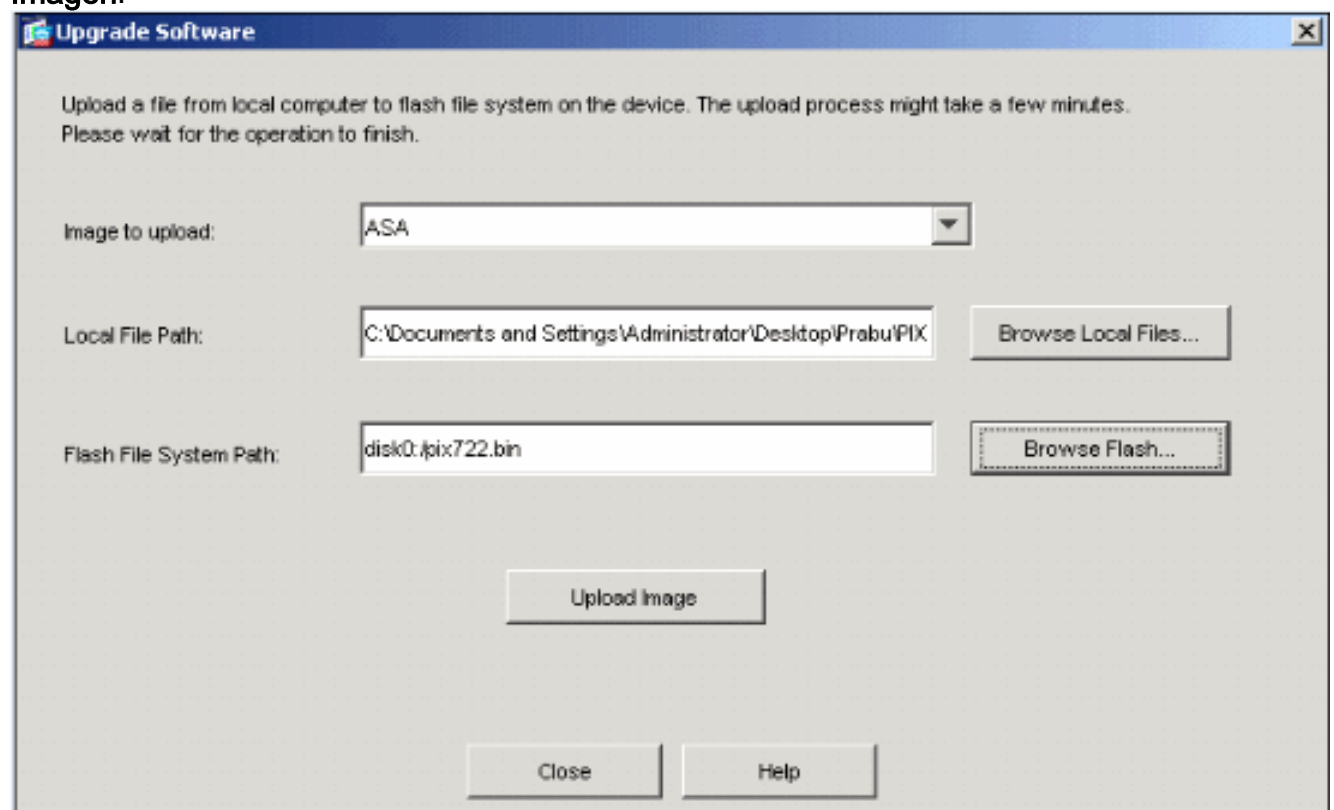 Imagen.
Upgrade Software
Upload a file from local computer to flash file system on the device. The upload process might take a few minutes.
Please wait for the operation to finish.
Image to upload: ASA
Local File Path: C:\Documents and Settings\Administrator\Desktop\Prabu\PIX Browse Local Files...
Flash File System Path: disk0:/pix722.bin Browse Flash...
Upload Image
Close Help